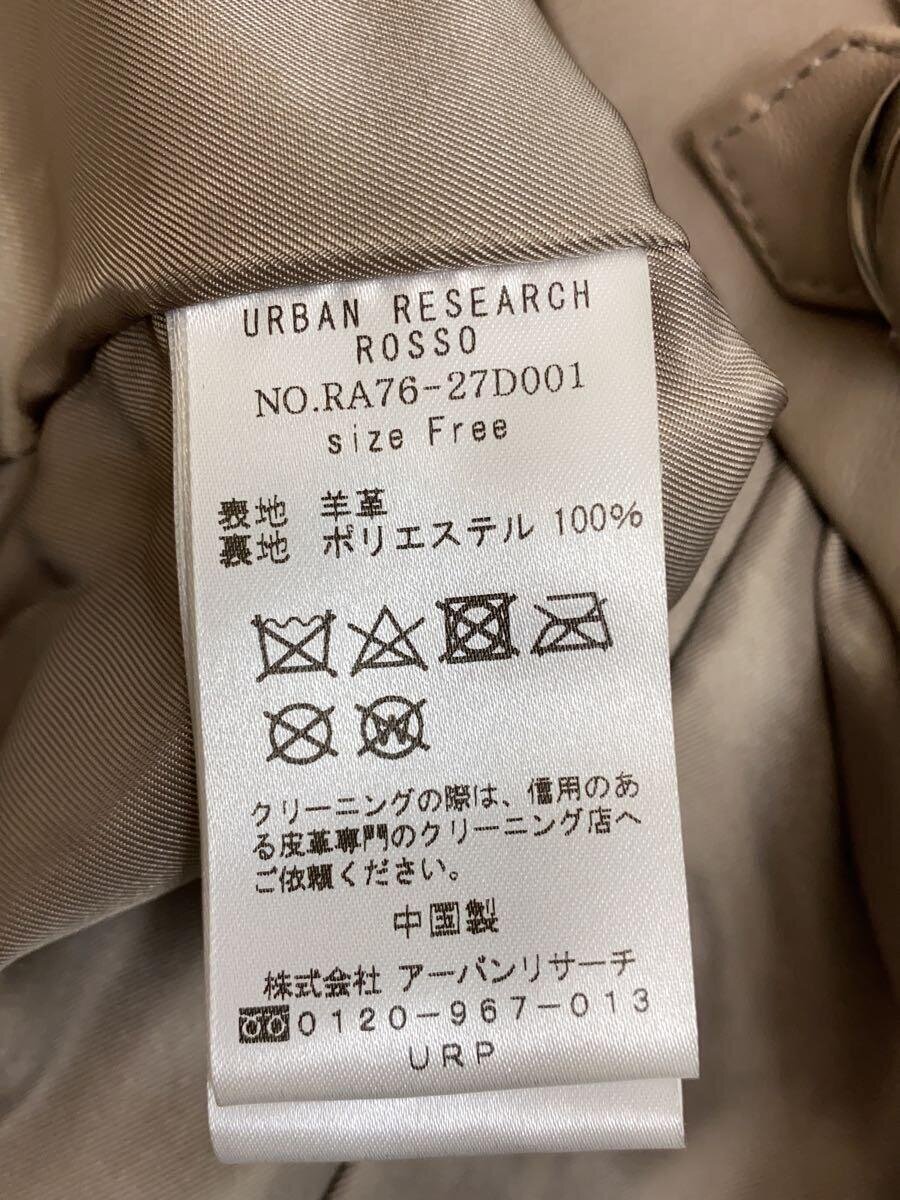 URBAN RESEARCH
ROSSO
NO.RA76-27D001
size Free
表地 羊革
裏地 ポリエステル 100%
W
クリーニングの際は、信用のあ
る皮革専門のクリーニング店へ
ご依頼ください。
中国製
株式会社 アーバンリサーチ
0120-967-013
URP